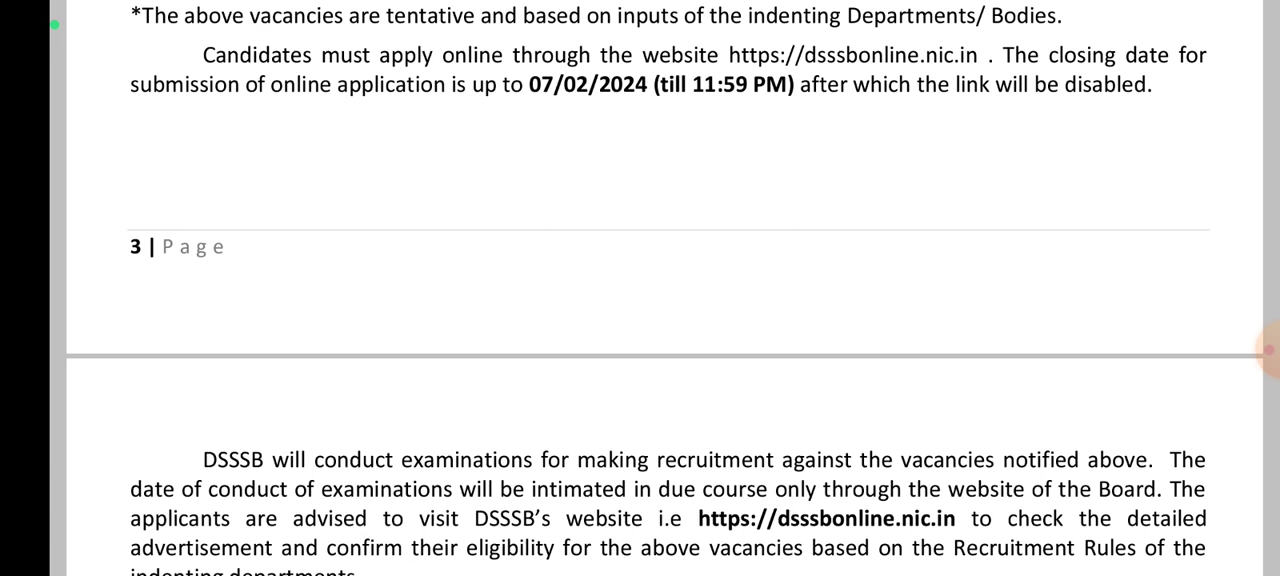 *The above vacancies are tentative and based on inputs of the indenting Departments/ Bodies.
Candidates must apply online through the website https://dsssbonline.nic.in . The closing date for
submission of online application is up to 07/02/2024 (till 11:59 PM) after which the link will be disabled.
3 | Page
DSSSB will conduct examinations for making recruitment against the vacancies notified above. The
date of conduct of examinations will be intimated in due course only through the website of the Board. The
applicants are advised to visit DSSSB’s website i.e https://dsssbonline.nic.in to check the detailed
advertisement and confirm their eligibility for the above vacancies based on the Recruitment Rules of the
indenting departments